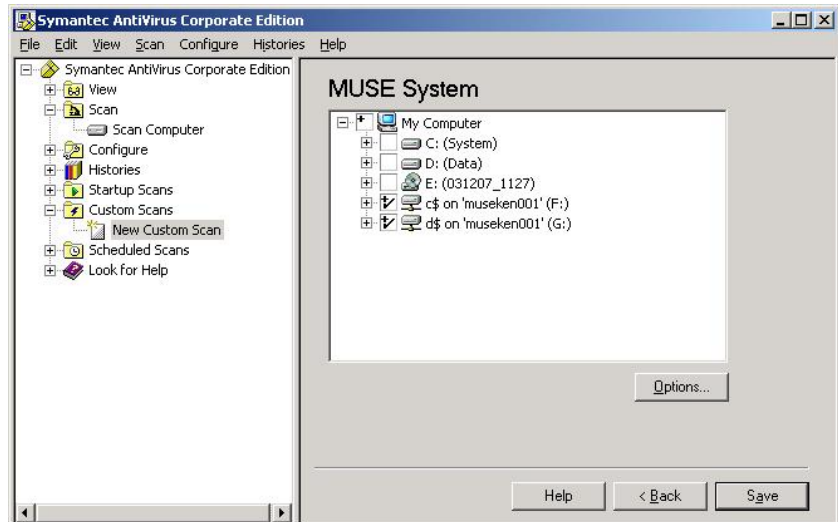 Symantec AntiVirus Corporate Edition
File Edit View Scan Configure Histories Help
Symantec AntiVirus Corporate Edition
View
Scan
Scan Computer
Configure
Histories
Startup Scans
Custom Scans
New Custom Scan
Scheduled Scans
Look for Help
MUSE System
My Computer
C: (System)
D: (Data)
E: (031207_1127)
c$ on 'museken001' (F:)
d$ on 'museken001' (G:)
Options...
Help
< Back
Save